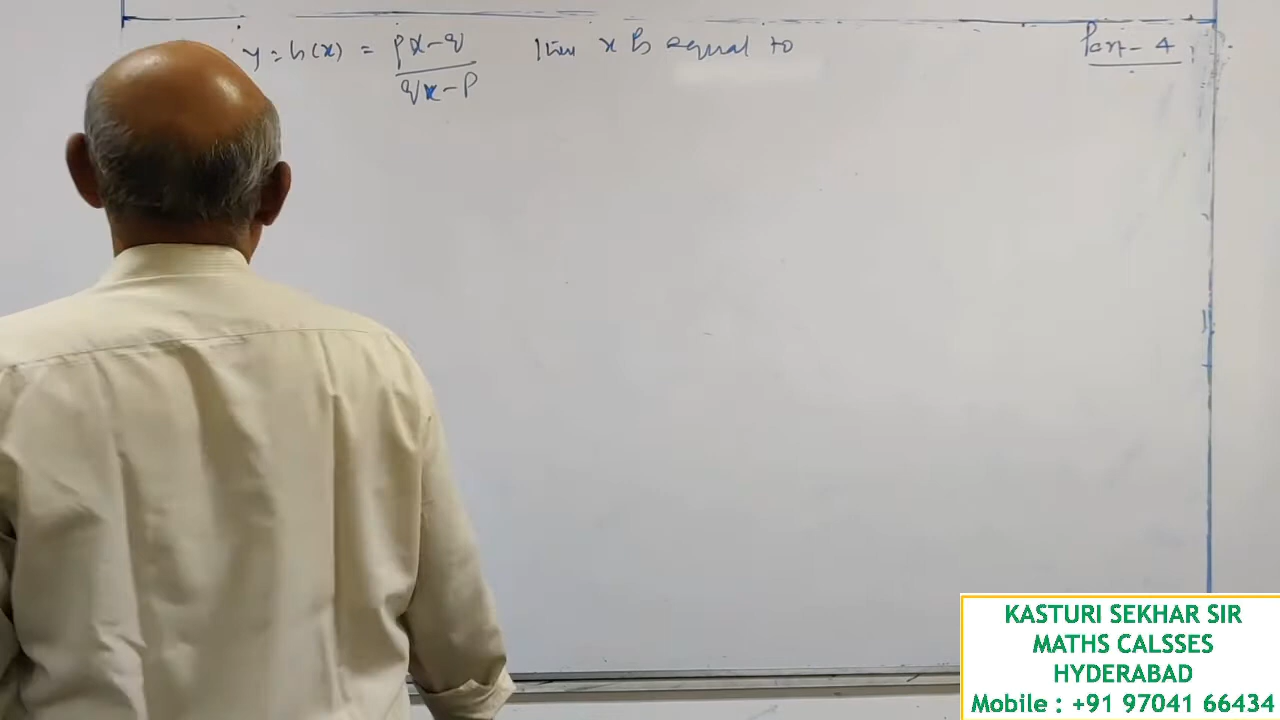 y = h(x) = px-q / qx-p then x is equal to
Part - 4
KASTURI SEKHAR SIR
MATHS CALSSES
HYDERABAD
Mobile : +91 97041 66434